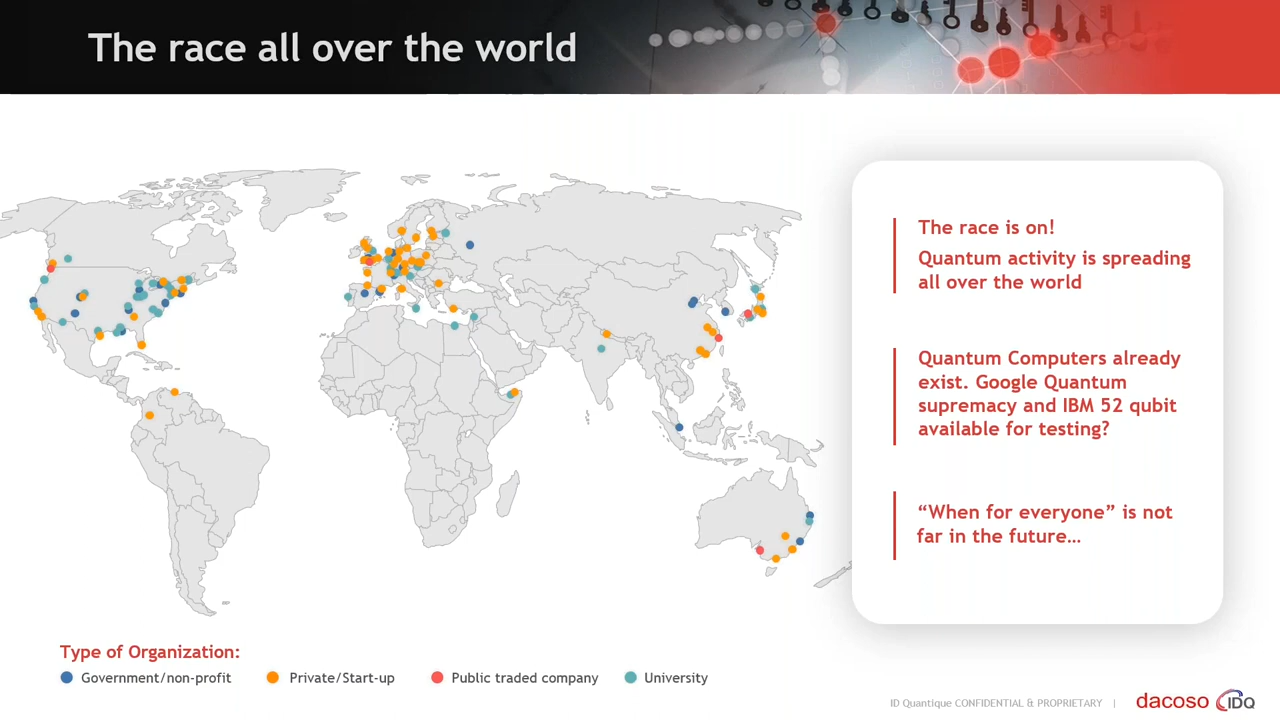 The race all over the world
The race is on!
Quantum activity is spreading
all over the world
Quantum Computers already
exist. Google Quantum
supremacy and IBM 52 qubit
available for testing?
“When for everyone” is not
far in the future…
Type of Organization:
Government/non-profit
Private/Start-up
Public traded company
University
ID Quantique CONFIDENTIAL & PROPRIETARY |
dacoso IDQ